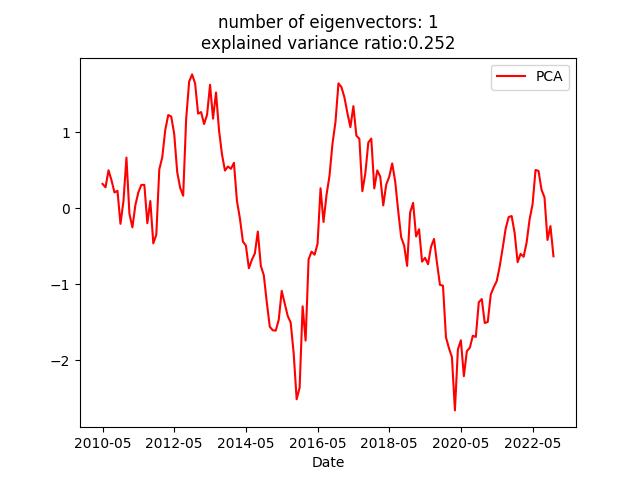 number of eigenvectors: 1
explained variance ratio:0.252
PCA
1
0
−1
−2
2010-05 2012-05 2014-05 2016-05 2018-05 2020-05 2022-05
Date